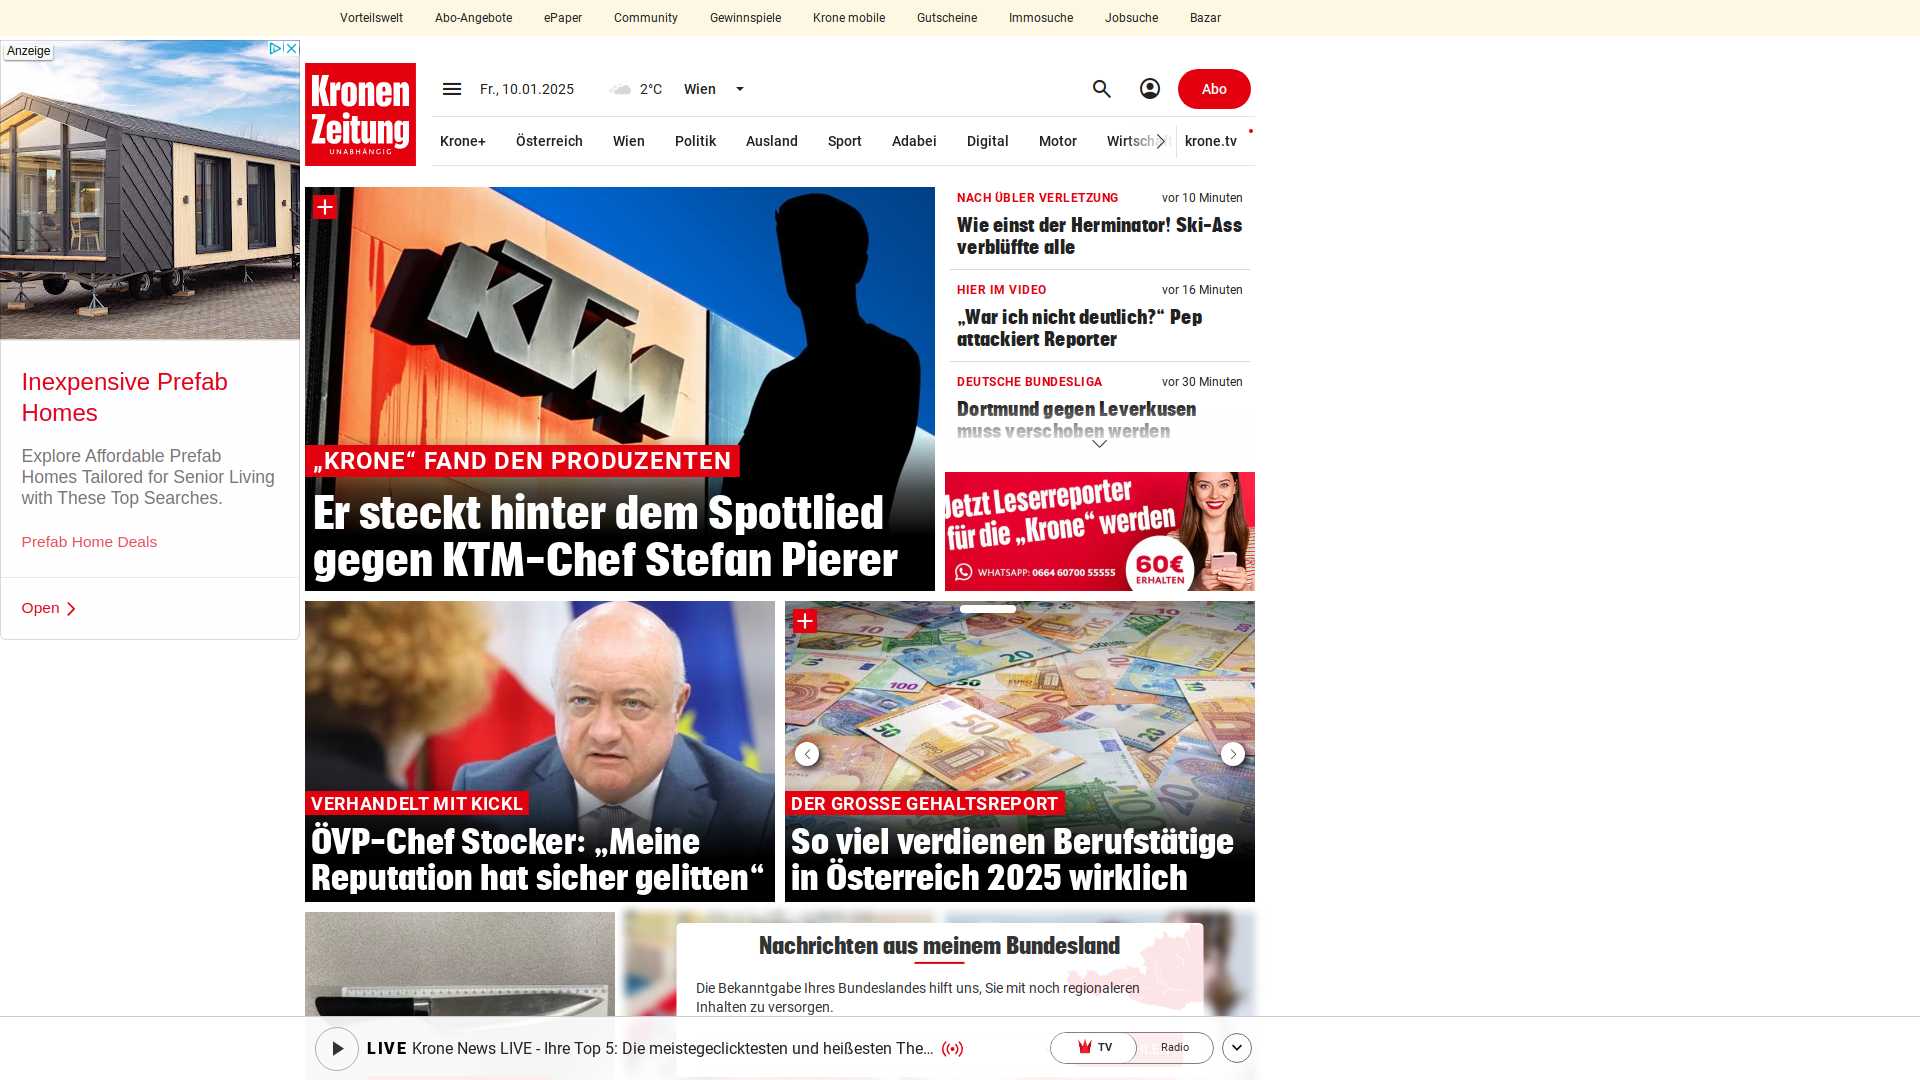 Vorteilswelt
Abo-Angebote
ePaper
Community
Gewinnspiele
Krone mobile
Gutscheine
Immosuche
Jobsuche
Bazar
Anzeige
Inexpensive Prefab
Homes
Explore Affordable Prefab
Homes Tailored for Senior Living
with These Top Searches.
Prefab Home Deals
Open
Kronen
Zeitung
UNABHÄNGIG
Fr., 10.01.2025
2°C
Wien
Abo
Krone+
Österreich
Wien
Politik
Ausland
Sport
Adabei
Digital
Motor
krone.tv
KTM
„KRONE“ FAND DEN PRODUZENTEN
Er steckt hinter dem Spottlied
gegen KTM-Chef Stefan Pierer
NACH ÜBLER VERLETZUNG
vor 10 Minuten
Wie einst der Herminator! Ski-Ass
verblüffte alle
HIER IM VIDEO
vor 16 Minuten
„War ich nicht deutlich?“ Pep
attackiert Reporter
DEUTSCHE BUNDESLIGA
vor 30 Minuten
Dortmund gegen Leverkusen
muss verschoben werden
Jetzt Leserreporter
für die „Krone“ werden
WHATSAPP: 0664 60700 55555
60€
ERHALTEN
VERHANDELT MIT KICKL
ÖVP-Chef Stocker: „Meine
Reputation hat sicher gelitten“
DER GROSSE GEHALTSREPORT
So viel verdienen Berufstätige
in Österreich 2025 wirklich
Nachrichten aus meinem Bundesland
Die Bekanntgabe Ihres Bundeslandes hilft uns, Sie mit noch regionaleren
Inhalten zu versorgen.
LIVE Krone News LIVE - Ihre Top 5: Die meistegeclicktesten und heißesten The...
TV
Radio